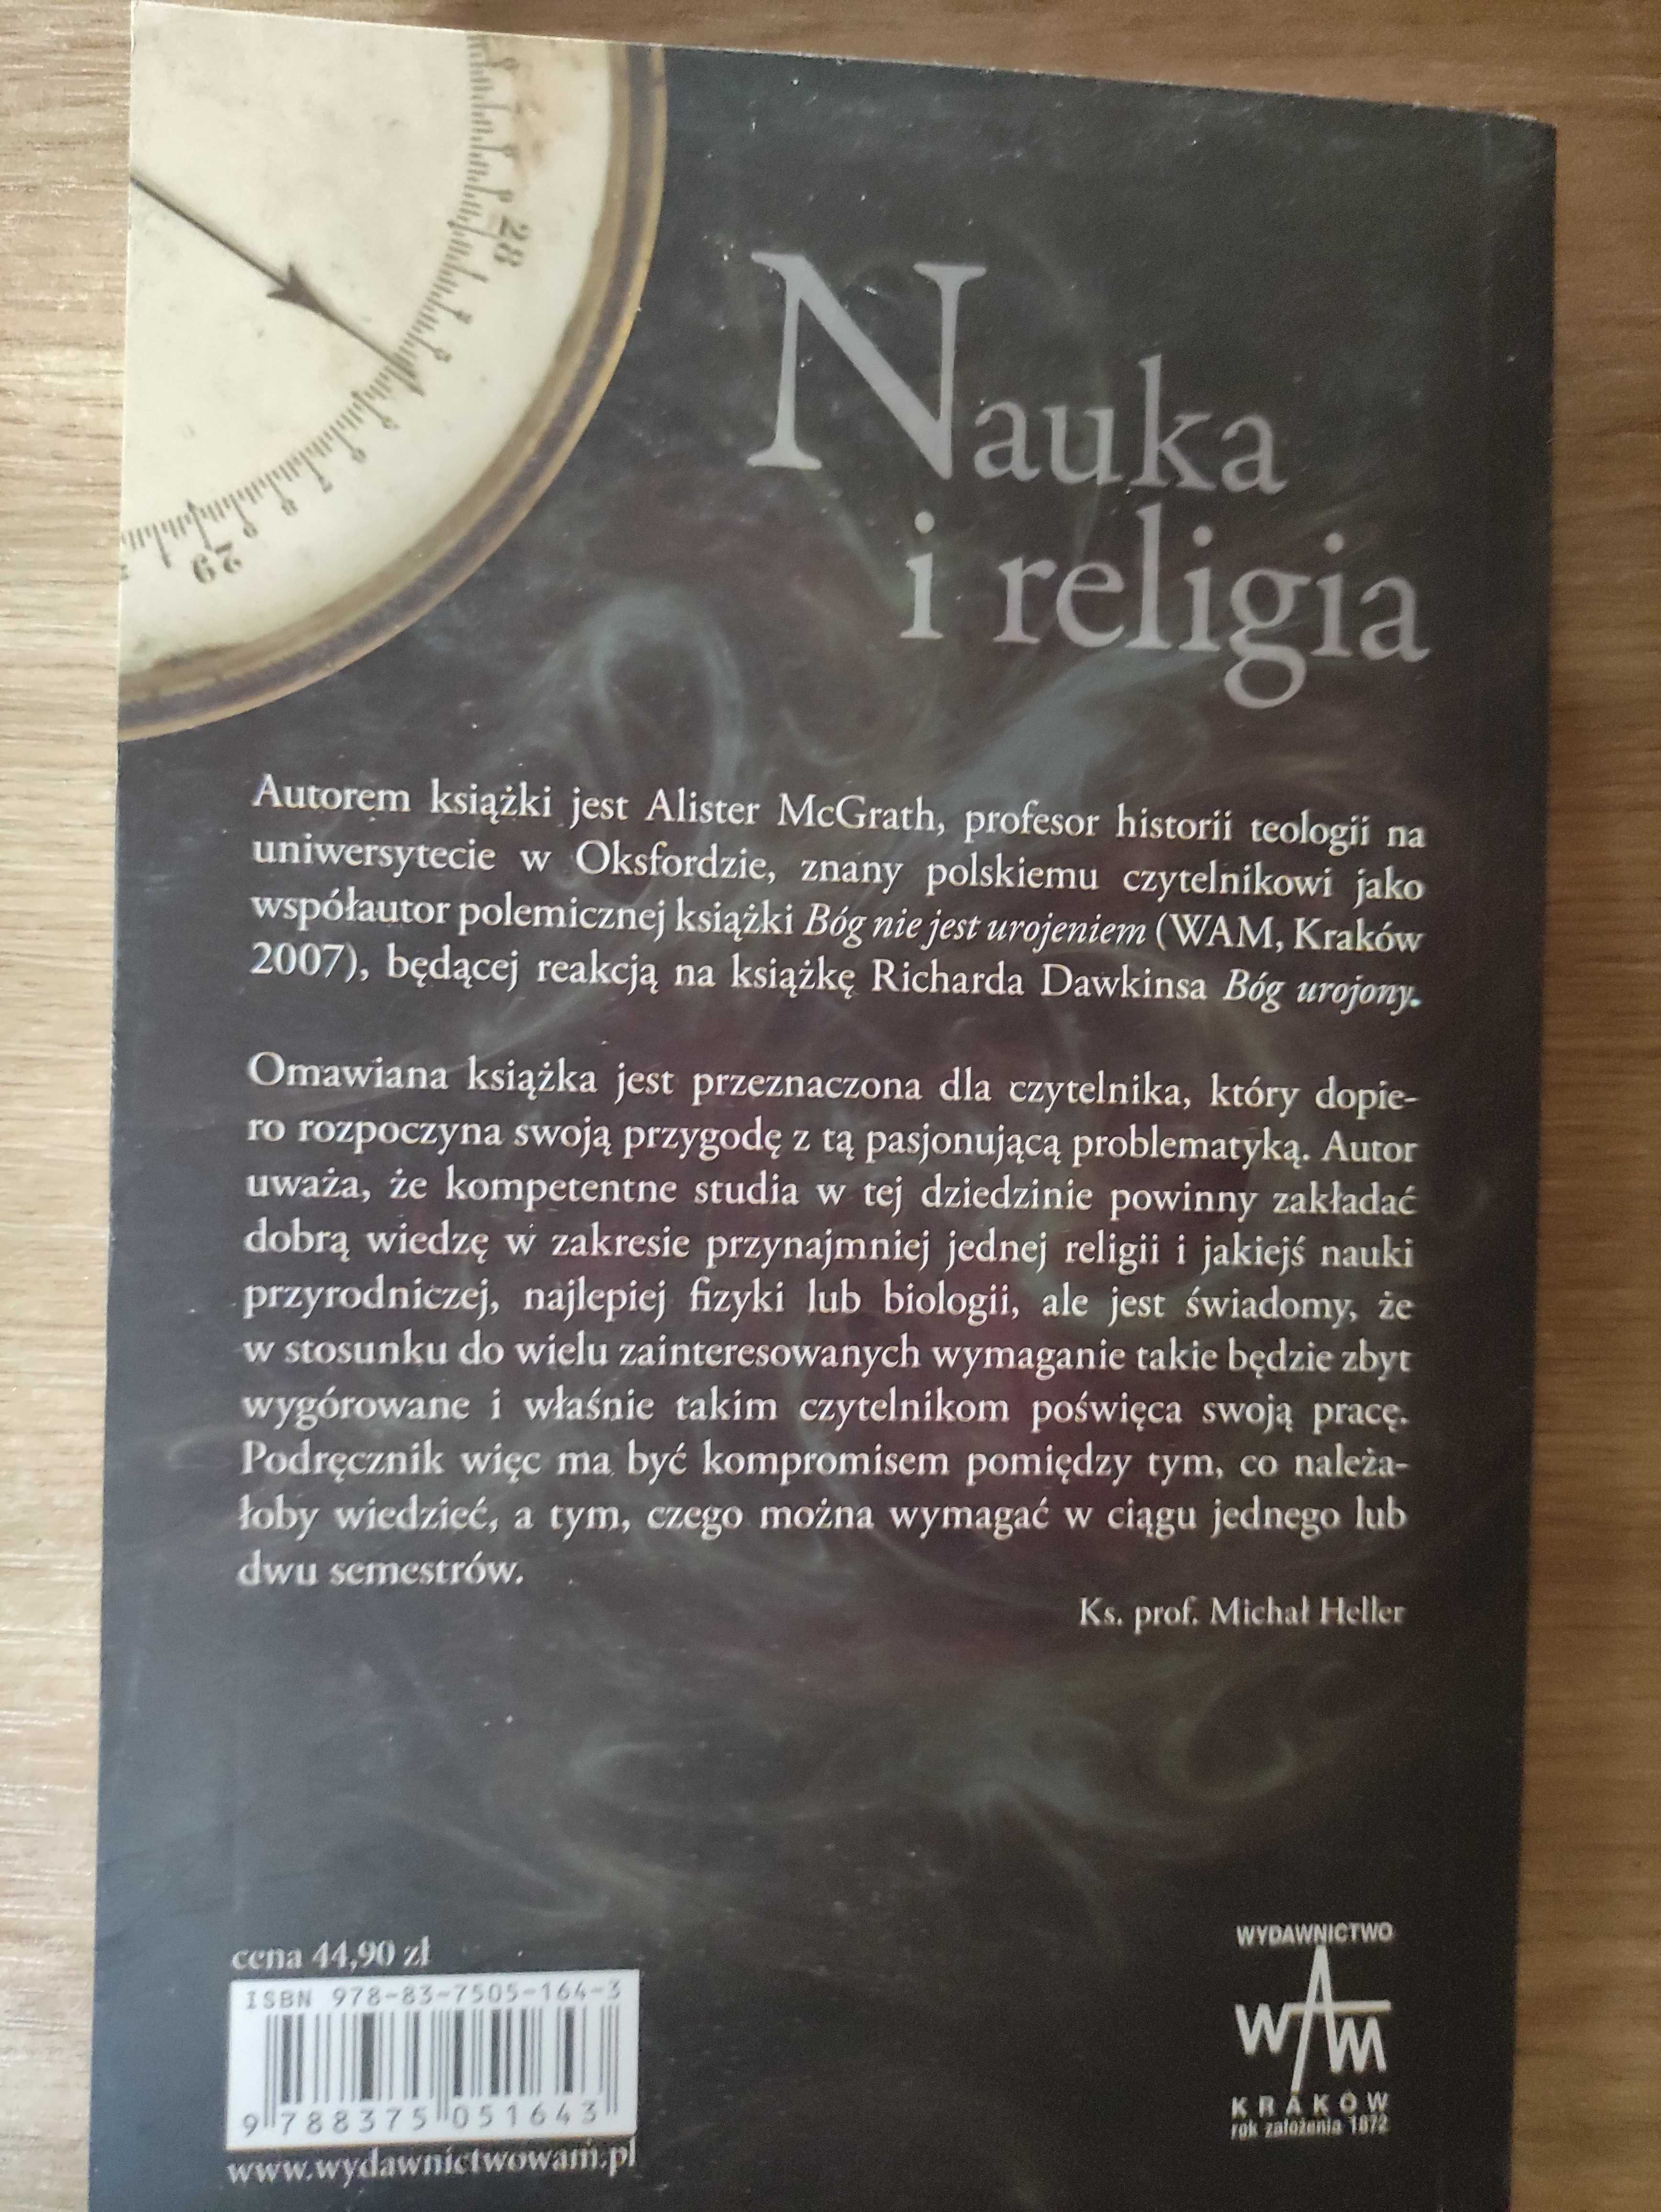 28
29
Nauka
i religia
Autorem książki jest Alister McGrath, profesor historii teologii na
uniwersytecie w Oksfordzie, znany polskiemu czytelnikowi jako
współautor polemicznej książki Bóg nie jest urojeniem (WAM, Kraków
2007), będącej reakcją na książkę Richarda Dawkinsa Bóg urojony.
Omawiana książka jest przeznaczona dla czytelnika, który dopie-
ro rozpoczyna swoją przygodę z tą pasjonującą problematyką. Autor
uważa, że kompetentne studia w tej dziedzinie powinny zakładać
dobrą wiedzę w zakresie przynajmniej jednej religii i jakiejś nauki
przyrodniczej, najlepiej fizyki lub biologii, ale jest świadomy, że
w stosunku do wielu zainteresowanych wymaganie takie będzie zbyt
wygórowane i właśnie takim czytelnikom poświęca swoją pracę.
Podręcznik więc ma być kompromisem pomiędzy tym, co należa-
łoby wiedzieć, a tym, czego można wymagać w ciągu jednego lub
dwu semestrów.
Ks. prof. Michał Heller
cena 44,90 zł
ISBN 978-83-7505-164-3
9 788375 051643
www.wydawnictwowam.pl
WYDAWNICTWO
WAM
KRAKÓW
rok założenia 1872